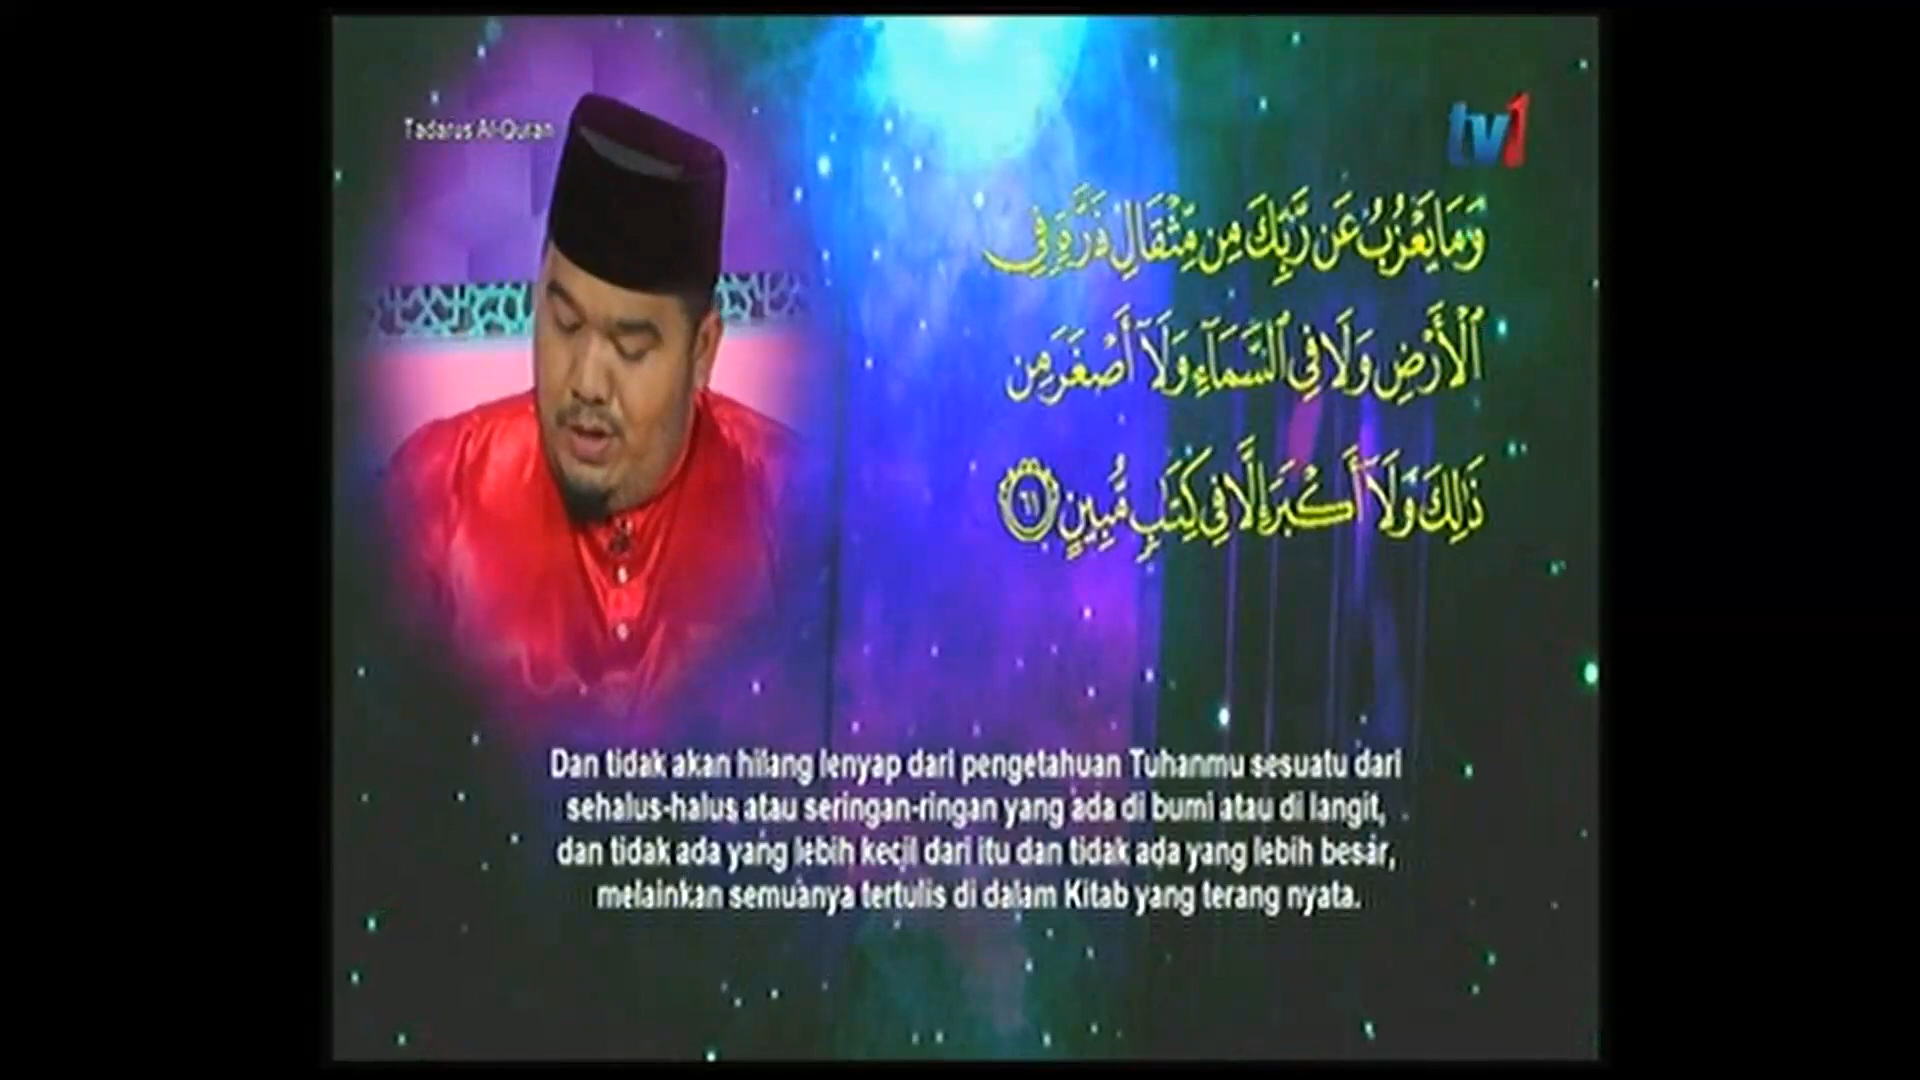 Tadarus Al-Quran
tv1
وَمَا يَعْزُبُ عَن رَّبِّكَ مِن مِّثْقَالِ ذَرَّةٍ فِي
ٱلْأَرْضِ وَلَا فِي ٱلسَّمَآءِ وَلَآ أَصْغَرَ مِن
ذَٰلِكَ وَلَآ أَكْبَرَ إِلَّا فِي كِتَٰبٍ مُّبِينٍ ٦١
Dan tidak akan hilang lenyap dari pengetahuan Tuhanmu sesuatu dari
sehalus-halus atau seringan-ringan yang ada di bumi atau di langit,
dan tidak ada yang lebih kecil dari itu dan tidak ada yang lebih besar,
melainkan semuanya tertulis di dalam Kitab yang terang nyata.